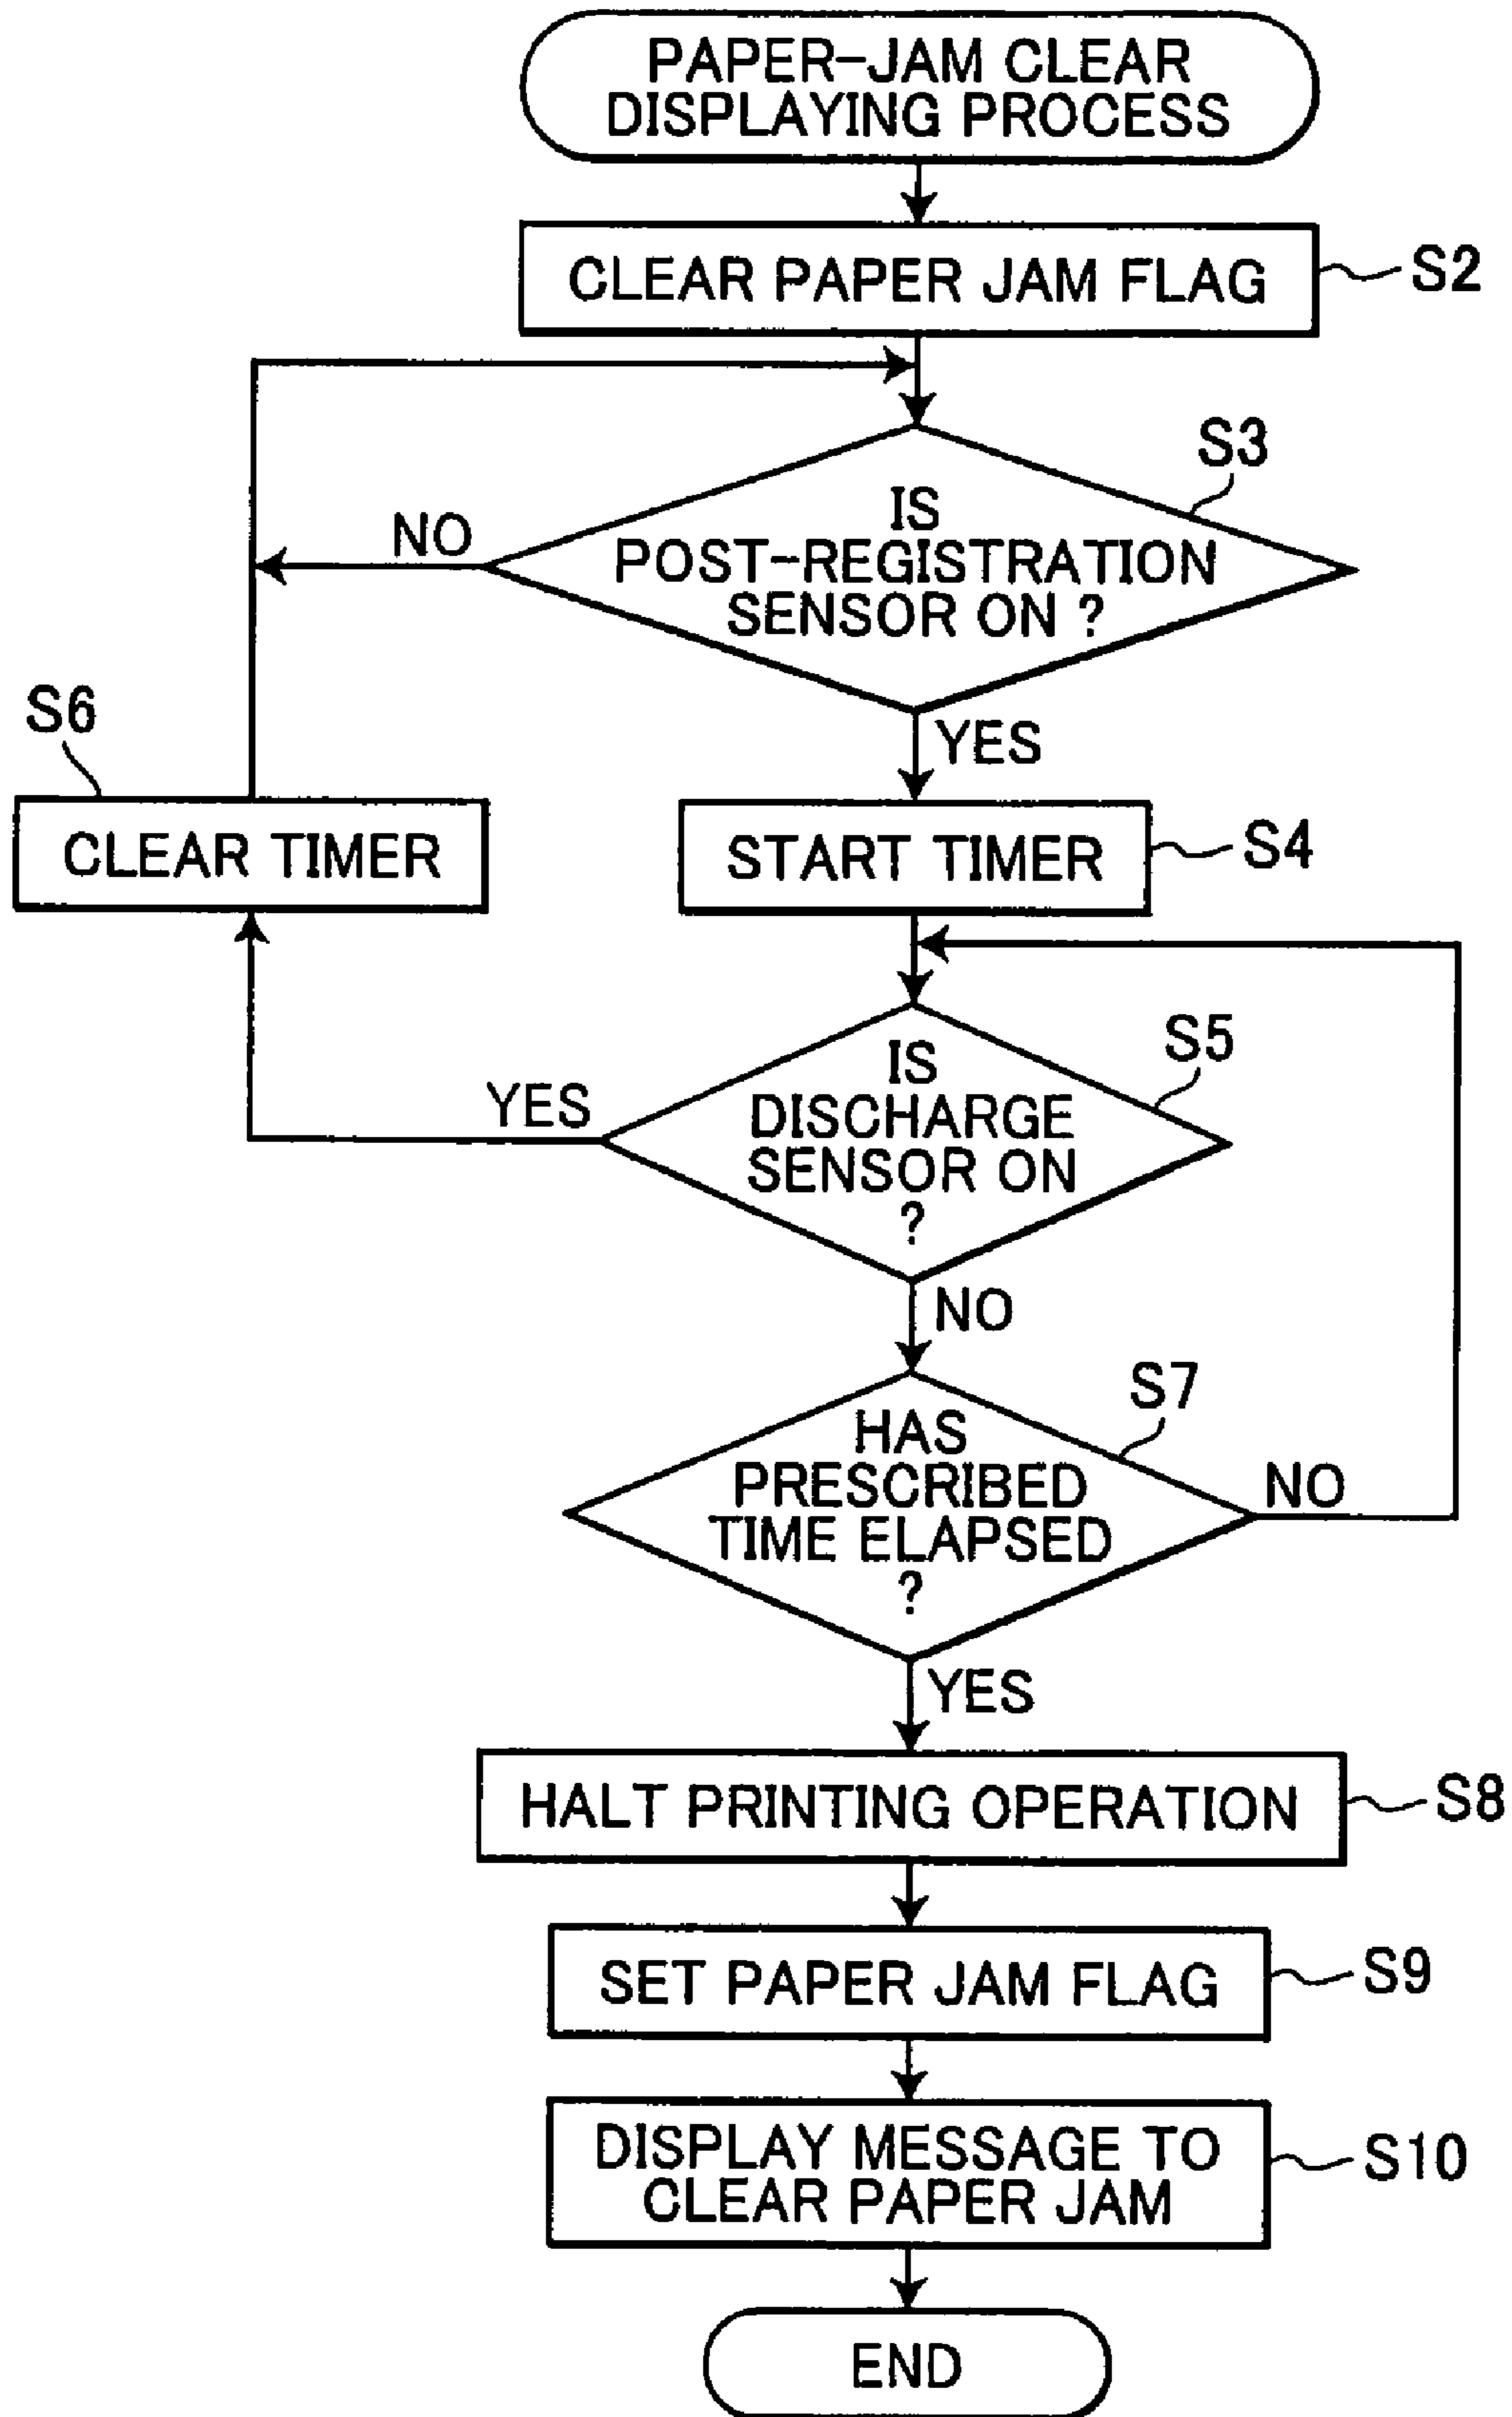 PAPER-JAM CLEAR
DISPLAYING PROCESS
CLEAR PAPER JAM FLAG
S2
S3
IS
POST-REGISTRATION
SENSOR ON ?
NO
YES
S6
CLEAR TIMER
START TIMER
S4
S5
IS
DISCHARGE
SENSOR ON
?
YES
NO
S7
HAS
PRESCRIBED
TIME ELAPSED
?
NO
YES
HALT PRINTING OPERATION
S8
SET PAPER JAM FLAG
S9
DISPLAY MESSAGE TO
CLEAR PAPER JAM
S10
END